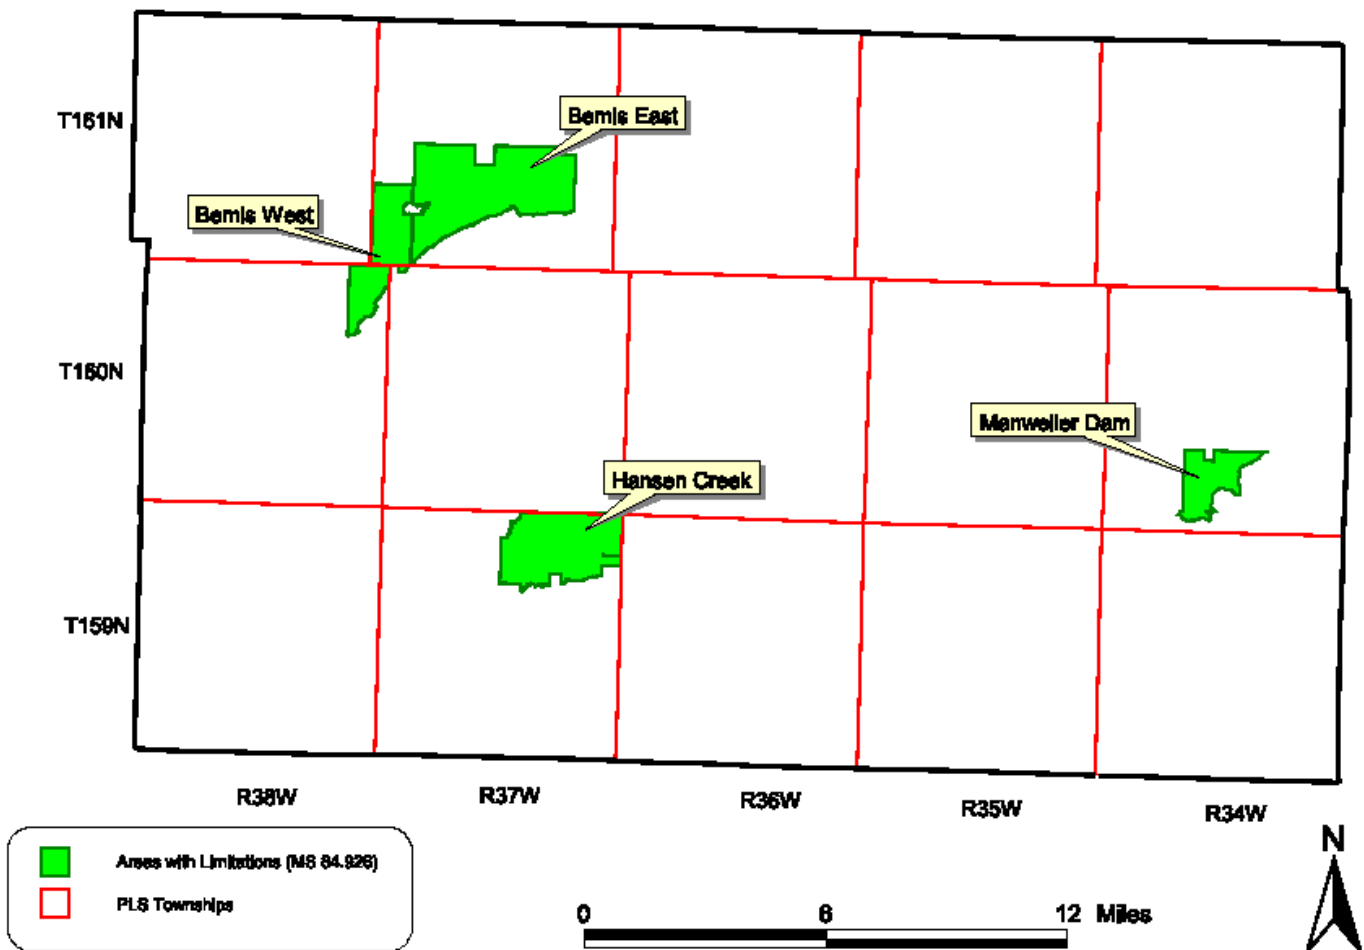 T161N
Bemis East
Bemis West
T160N
Manweiler Dam
Hansen Creek
T159N
R38W
R37W
R36W
R35W
R34W
Areas with Limitations (MS 84.926)
PLS Townships
0 6 12 Miles
N